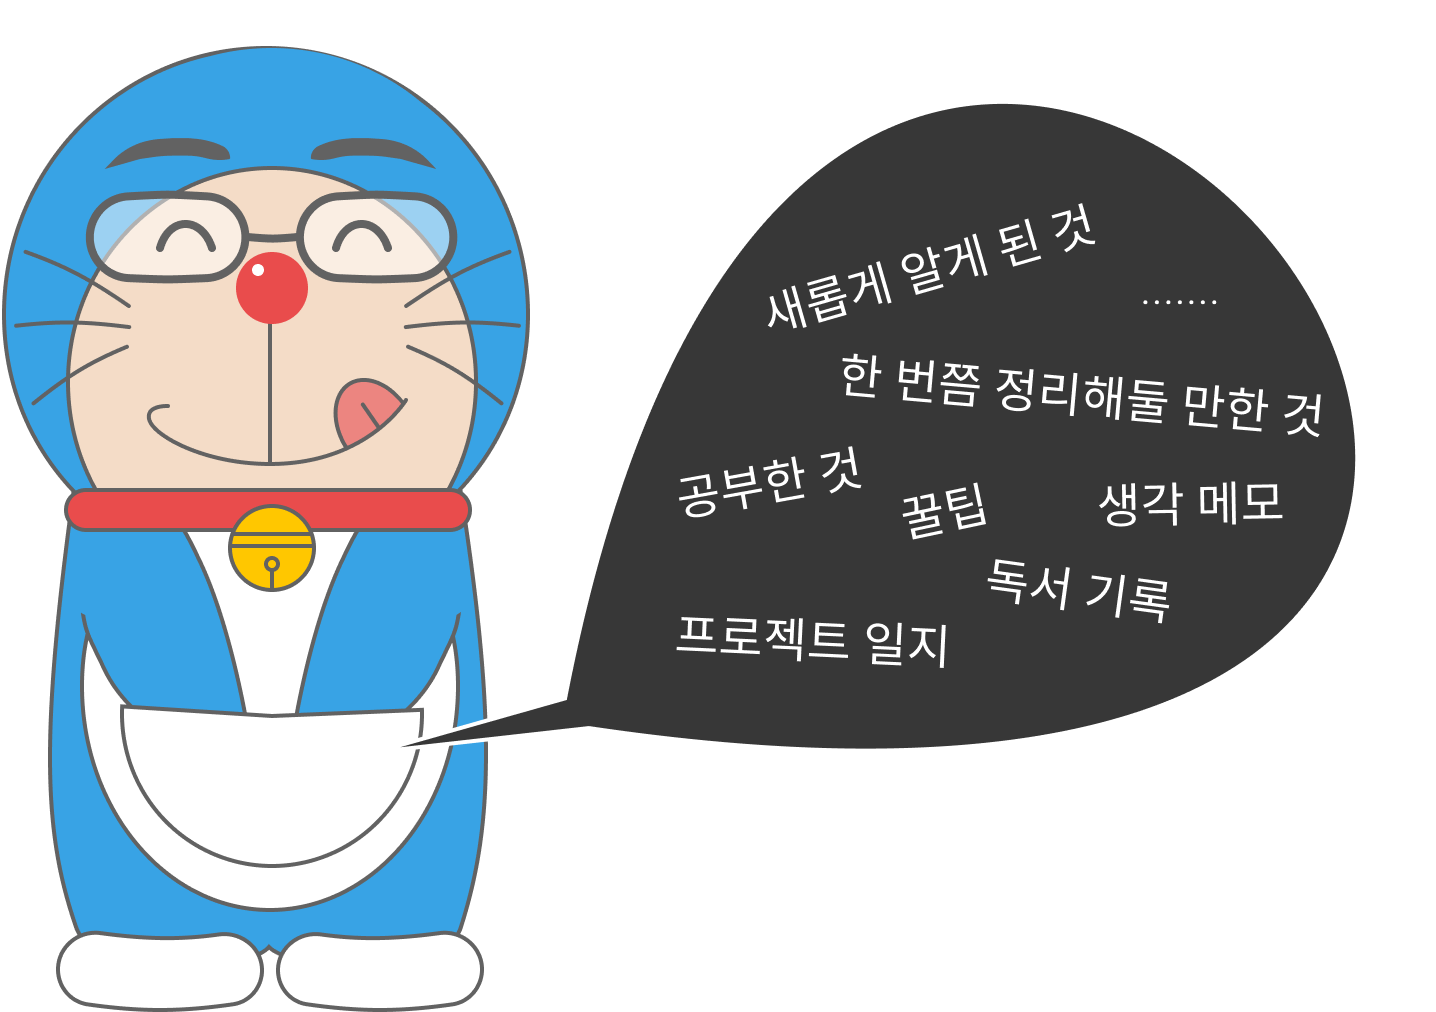 새롭게 알게 된 것
.......
한 번쯤 정리해둘 만한 것
공부한 것
꿀팁
생각 메모
독서 기록
프로젝트 일지